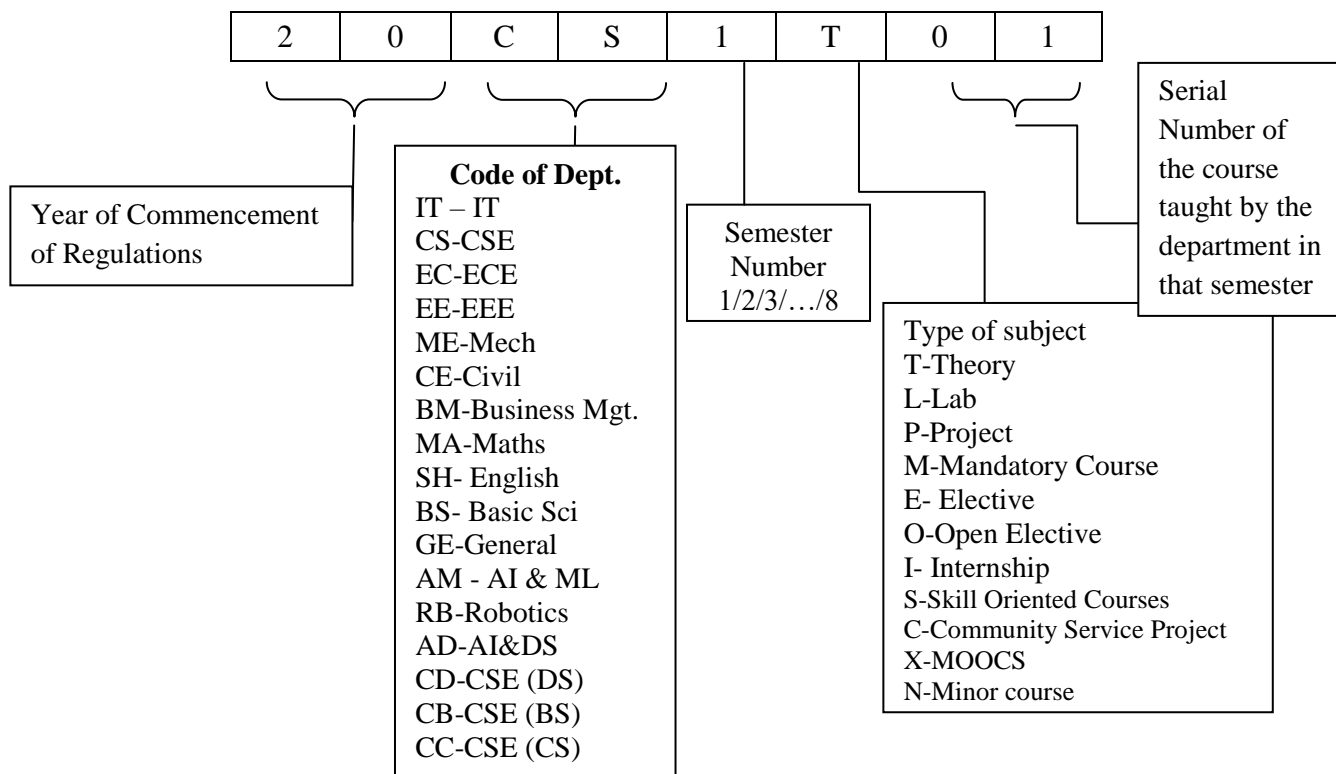 2 0 C S 1 T 0 1
Year of Commencement
of Regulations
Code of Dept.
IT – IT
CS-CSE
EC-ECE
EE-EEE
ME-Mech
CE-Civil
BM-Business Mgt.
MA-Maths
SH- English
BS- Basic Sci
GE-General
AM - AI & ML
RB-Robotics
AD-AI&DS
CD-CSE (DS)
CB-CSE (BS)
CC-CSE (CS)
Semester
Number
1/2/3/…/8
Type of subject
T-Theory
L-Lab
P-Project
M-Mandatory Course
E- Elective
O-Open Elective
I- Internship
S-Skill Oriented Courses
C-Community Service Project
X-MOOCS
N-Minor course
Serial
Number of
the course
taught by the
department in
that semester